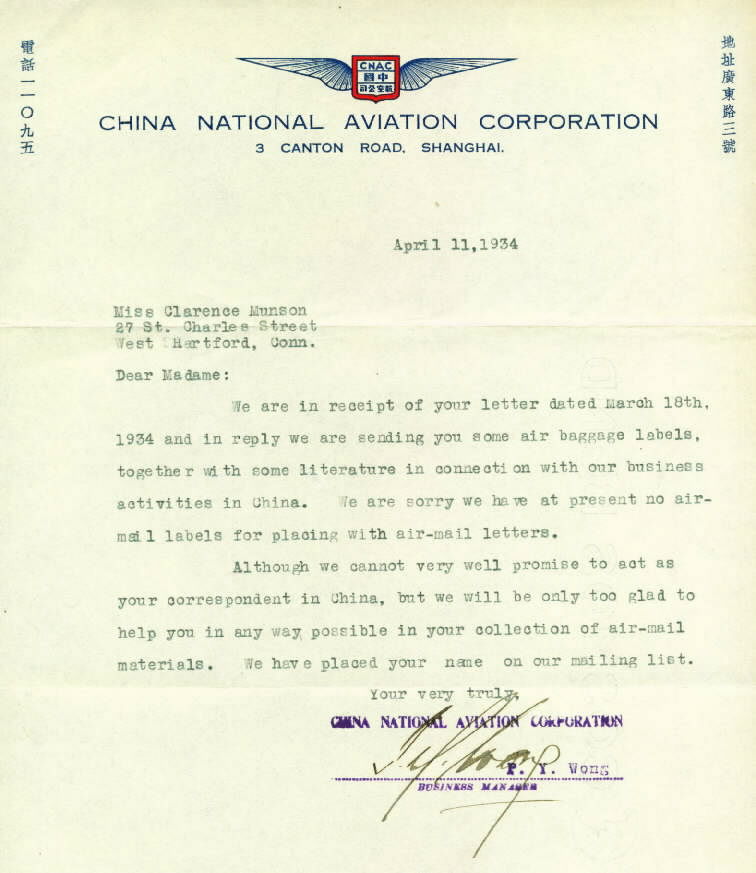 電話一一〇九五
地址廣東路三號
CNAC
中國
航空公司
CHINA NATIONAL AVIATION CORPORATION
3 CANTON ROAD, SHANGHAI.
April 11,1934
Miss Clarence Munson
27 St. Charles Street
West Hartford, Conn.
Dear Madame:
We are in receipt of your letter dated March 18th,
1934 and in reply we are sending you some air baggage labels,
together with some literature in connection with our business
activities in China. We are sorry we have at present no air-
mail labels for placing with air-mail letters.
Although we cannot very well promise to act as
your correspondent in China, but we will be only too glad to
help you in any way possible in your collection of air-mail
materials. We have placed your name on our mailing list.
Your very truly,
CHINA NATIONAL AVIATION CORPORATION
P. Y. Wong
BUSINESS MANAGER